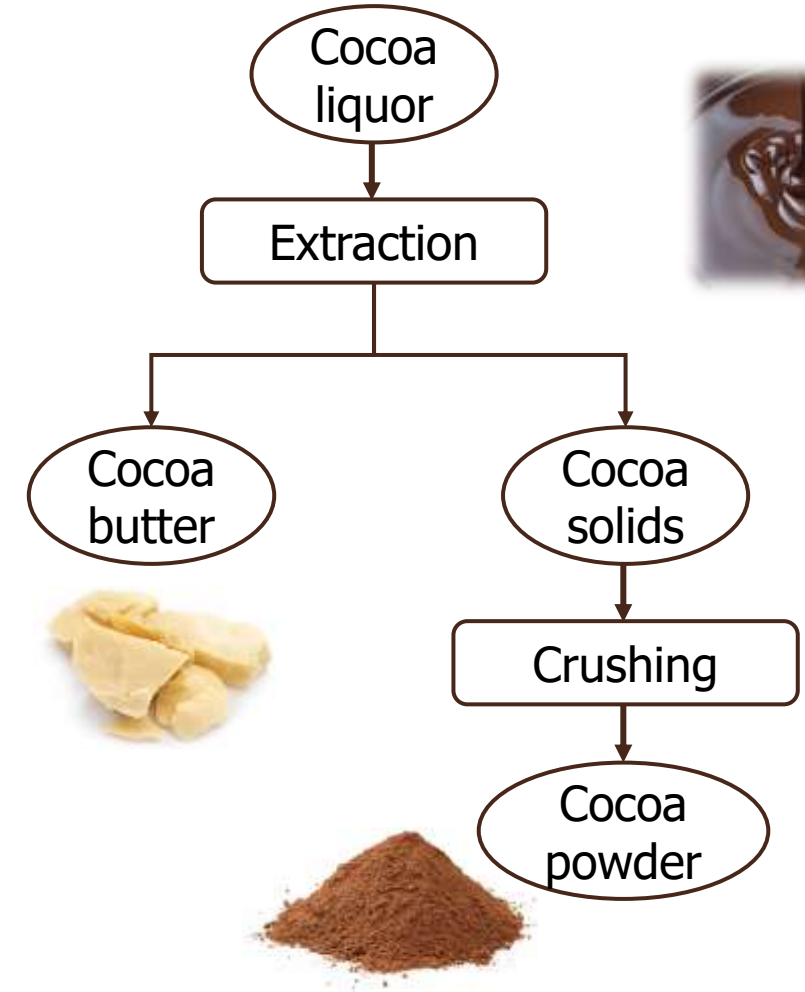 Cocoa
liquor
Extraction
Cocoa
butter
Cocoa
solids
Crushing
Cocoa
powder